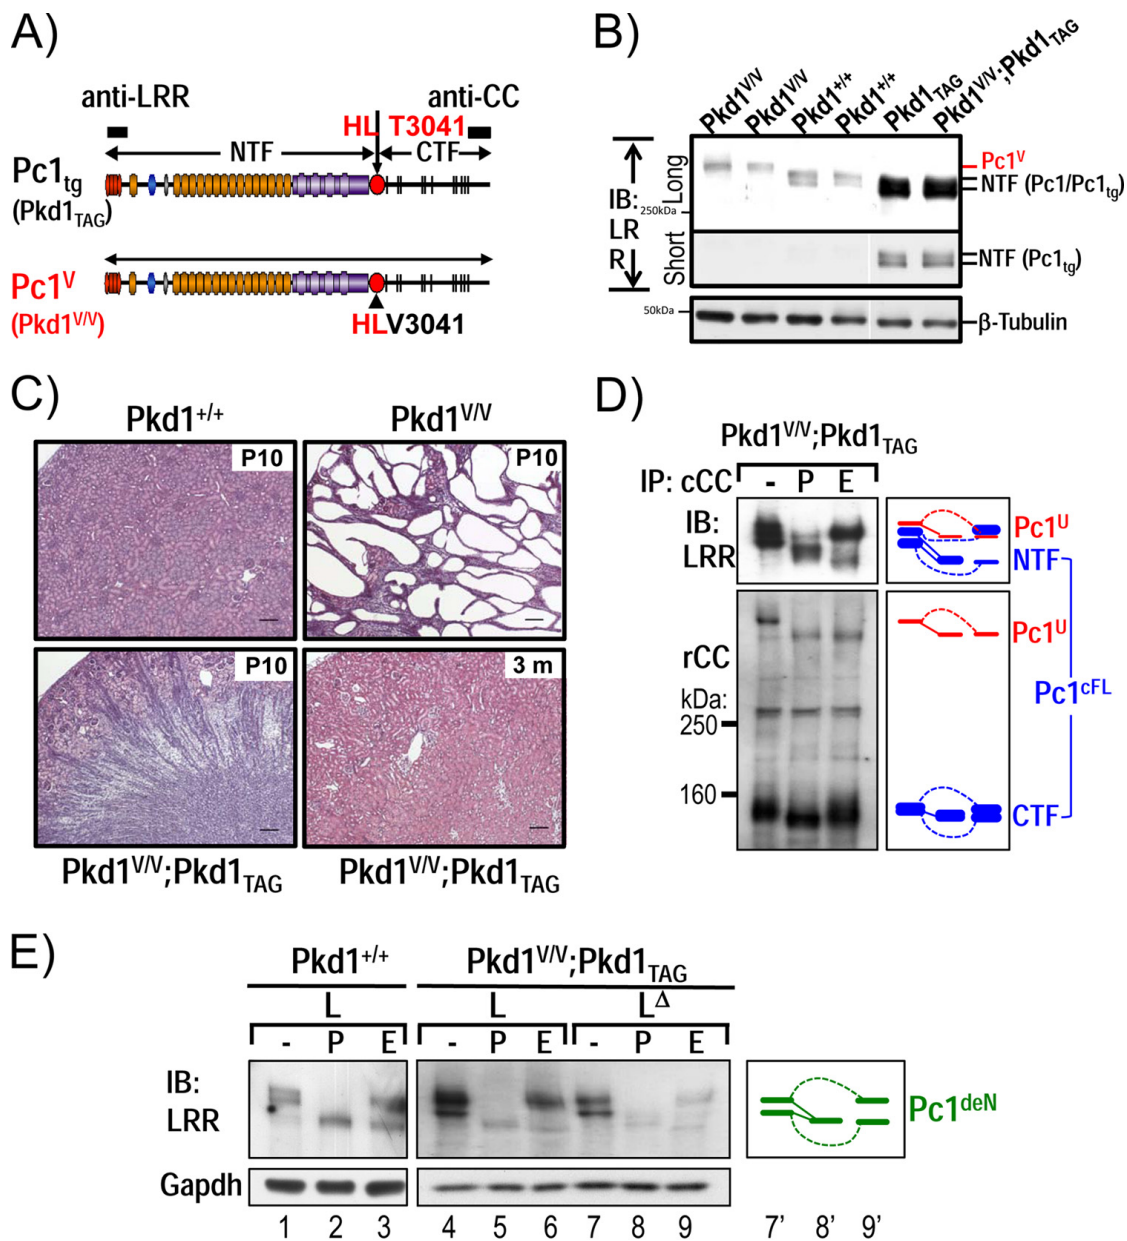 A)
anti-LRR anti-CC
HL T3041
NTF CTF
Pc1tg
(Pkd1TAG)
Pc1V
(Pkd1V/V)
HLV3041
B)
Pkd1V/V Pkd1V/V Pkd1+/+ Pkd1+/+ Pkd1TAG Pkd1V/V;Pkd1TAG
IB:
LR
R
Long
250kDa
Short
50kDa
Pc1V
NTF (Pc1/Pc1tg)
NTF (Pc1tg)
β-Tubulin
C)
Pkd1+/+ Pkd1V/V
P10 P10
P10 3 m
Pkd1V/V;Pkd1TAG Pkd1V/V;Pkd1TAG
D)
Pkd1V/V;Pkd1TAG
IP: cCC - P E
IB:
LRR
Pc1U
NTF
rCC
kDa:
250
160
Pc1U
Pc1cFL
CTF
E)
Pkd1+/+ Pkd1V/V;Pkd1TAG
L L LΔ
- P E - P E - P E
IB:
LRR
Pc1deN
Gapdh
1 2 3 4 5 6 7 8 9 7’ 8’ 9’